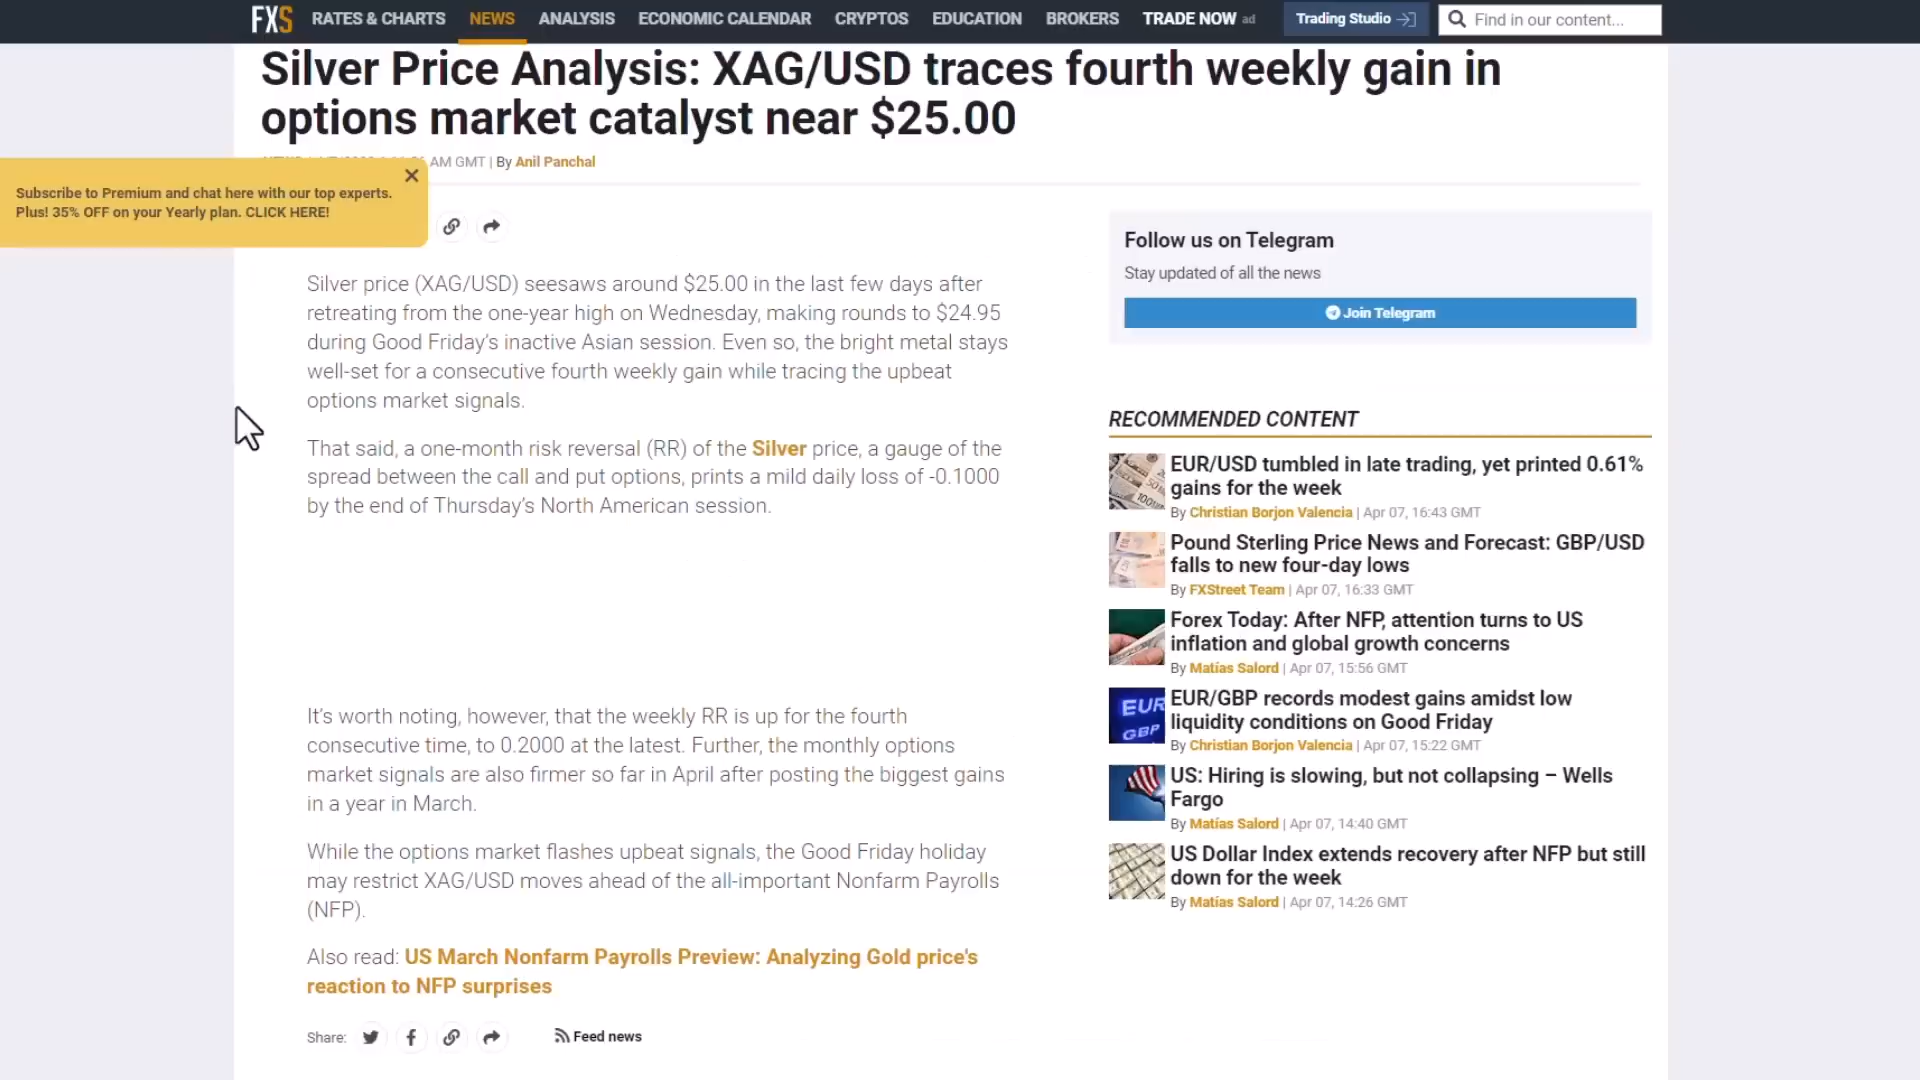 FXS RATES & CHARTS NEWS ANALYSIS ECONOMIC CALENDAR CRYPTOS EDUCATION BROKERS TRADE NOW ad Trading Studio Find in our content...
Silver Price Analysis: XAG/USD traces fourth weekly gain in
options market catalyst near $25.00
AM GMT | By Anil Panchal
Subscribe to Premium and chat here with our top experts.
Plus! 35% OFF on your Yearly plan. CLICK HERE!
Silver price (XAG/USD) seesaws around $25.00 in the last few days after
retreating from the one-year high on Wednesday, making rounds to $24.95
during Good Friday's inactive Asian session. Even so, the bright metal stays
well-set for a consecutive fourth weekly gain while tracing the upbeat
options market signals.
That said, a one-month risk reversal (RR) of the Silver price, a gauge of the
spread between the call and put options, prints a mild daily loss of -0.1000
by the end of Thursday's North American session.
It's worth noting, however, that the weekly RR is up for the fourth
consecutive time, to 0.2000 at the latest. Further, the monthly options
market signals are also firmer so far in April after posting the biggest gains
in a year in March.
While the options market flashes upbeat signals, the Good Friday holiday
may restrict XAG/USD moves ahead of the all-important Nonfarm Payrolls
(NFP).
Also read: US March Nonfarm Payrolls Preview: Analyzing Gold price's
reaction to NFP surprises
Share: Feed news
Follow us on Telegram
Stay updated of all the news
Join Telegram
RECOMMENDED CONTENT
EUR/USD tumbled in late trading, yet printed 0.61%
gains for the week
By Christian Borjon Valencia | Apr 07, 16:43 GMT
Pound Sterling Price News and Forecast: GBP/USD
falls to new four-day lows
By FXStreet Team | Apr 07, 16:33 GMT
Forex Today: After NFP, attention turns to US
inflation and global growth concerns
By Matías Salord | Apr 07, 15:56 GMT
EUR
GBP
EUR/GBP records modest gains amidst low
liquidity conditions on Good Friday
By Christian Borjon Valencia | Apr 07, 15:22 GMT
US: Hiring is slowing, but not collapsing – Wells
Fargo
By Matías Salord | Apr 07, 14:40 GMT
US Dollar Index extends recovery after NFP but still
down for the week
By Matías Salord | Apr 07, 14:26 GMT